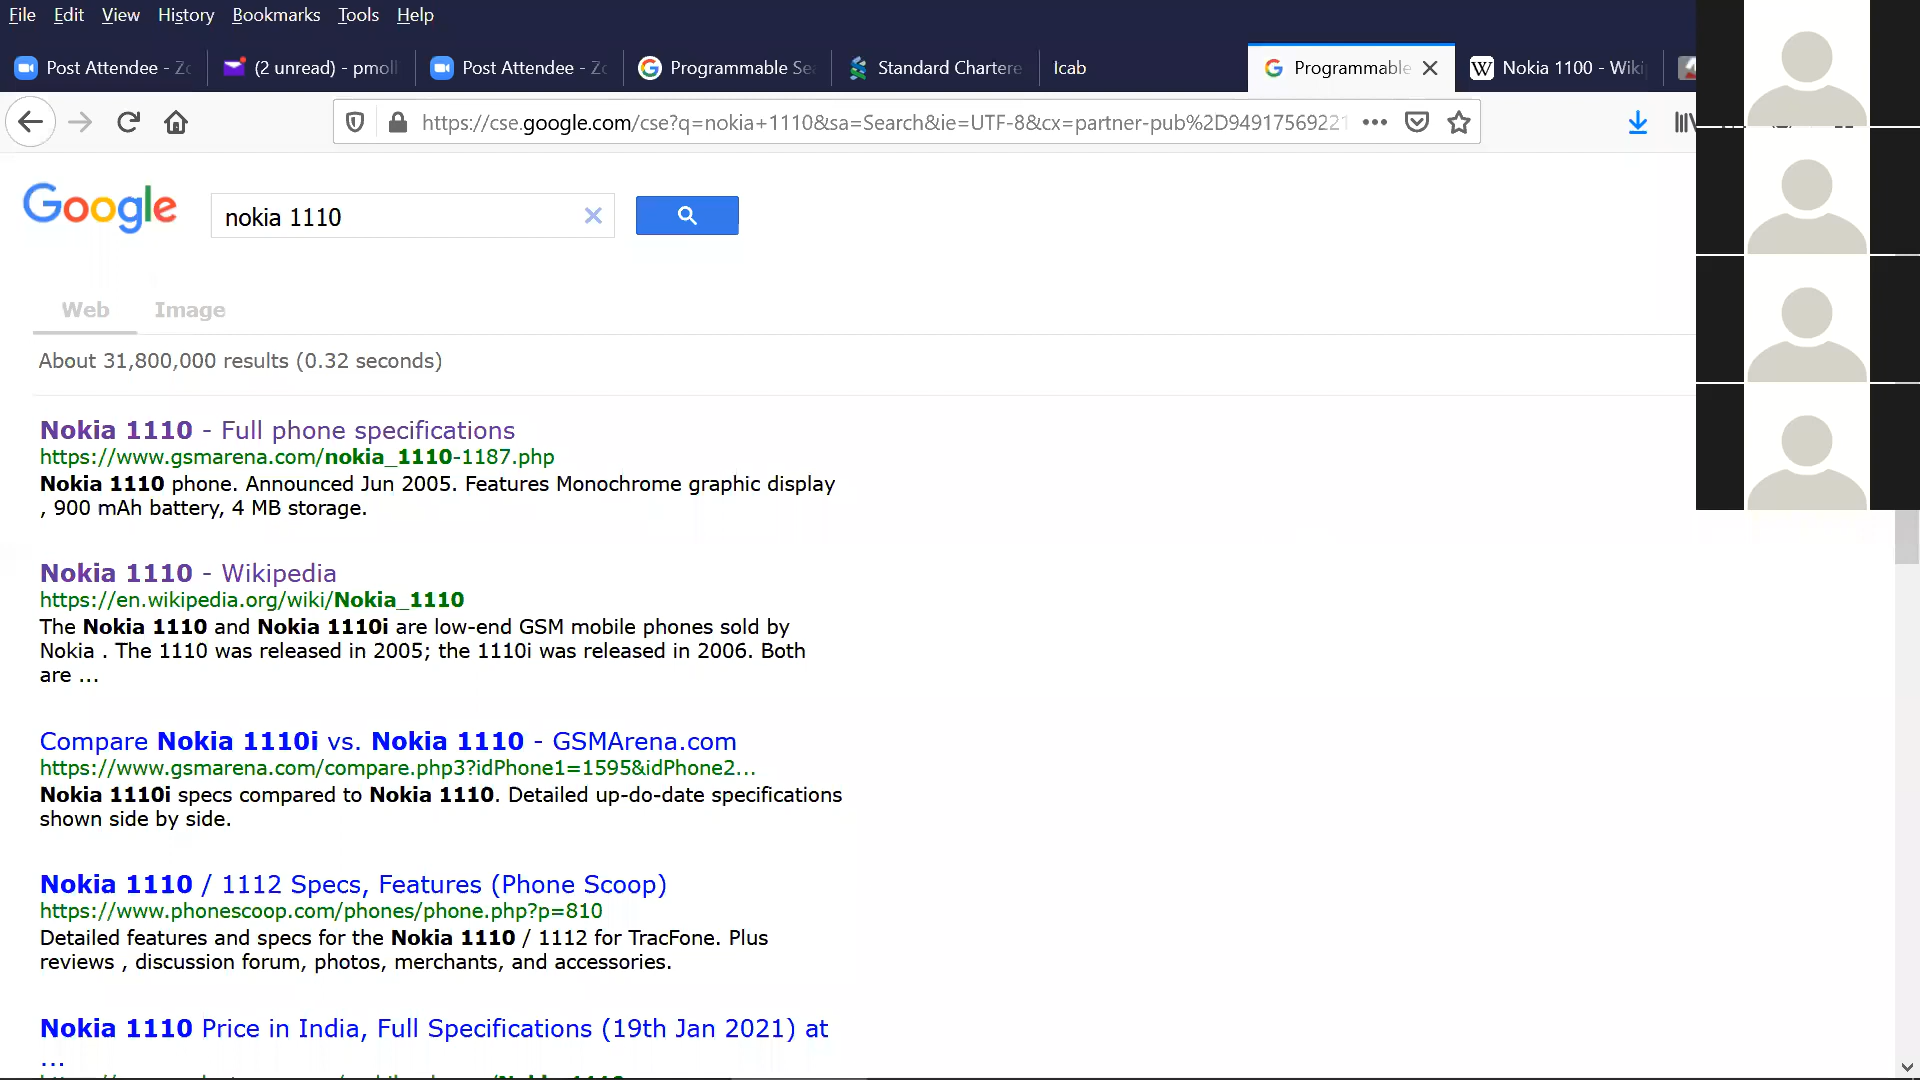 File Edit View History Bookmarks Tools Help
Post Attendee - Zo (2 unread) - pmoll Post Attendee - Zo Programmable Sea Standard Chartere Icab Programmable Nokia 1100 - Wiki
https://cse.google.com/cse?q=nokia+1110&sa=Search&ie=UTF-8&cx=partner-pub%2D94917569221
Google
nokia 1110
Web Image
About 31,800,000 results (0.32 seconds)
Nokia 1110 - Full phone specifications
https://www.gsmarena.com/nokia_1110-1187.php
Nokia 1110 phone. Announced Jun 2005. Features Monochrome graphic display
, 900 mAh battery, 4 MB storage.
Nokia 1110 - Wikipedia
https://en.wikipedia.org/wiki/Nokia_1110
The Nokia 1110 and Nokia 1110i are low-end GSM mobile phones sold by
Nokia . The 1110 was released in 2005; the 1110i was released in 2006. Both
are ...
Compare Nokia 1110i vs. Nokia 1110 - GSMArena.com
https://www.gsmarena.com/compare.php3?idPhone1=1595&idPhone2...
Nokia 1110i specs compared to Nokia 1110. Detailed up-do-date specifications
shown side by side.
Nokia 1110 / 1112 Specs, Features (Phone Scoop)
https://www.phonescoop.com/phones/phone.php?p=810
Detailed features and specs for the Nokia 1110 / 1112 for TracFone. Plus
reviews , discussion forum, photos, merchants, and accessories.
Nokia 1110 Price in India, Full Specifications (19th Jan 2021) at
...